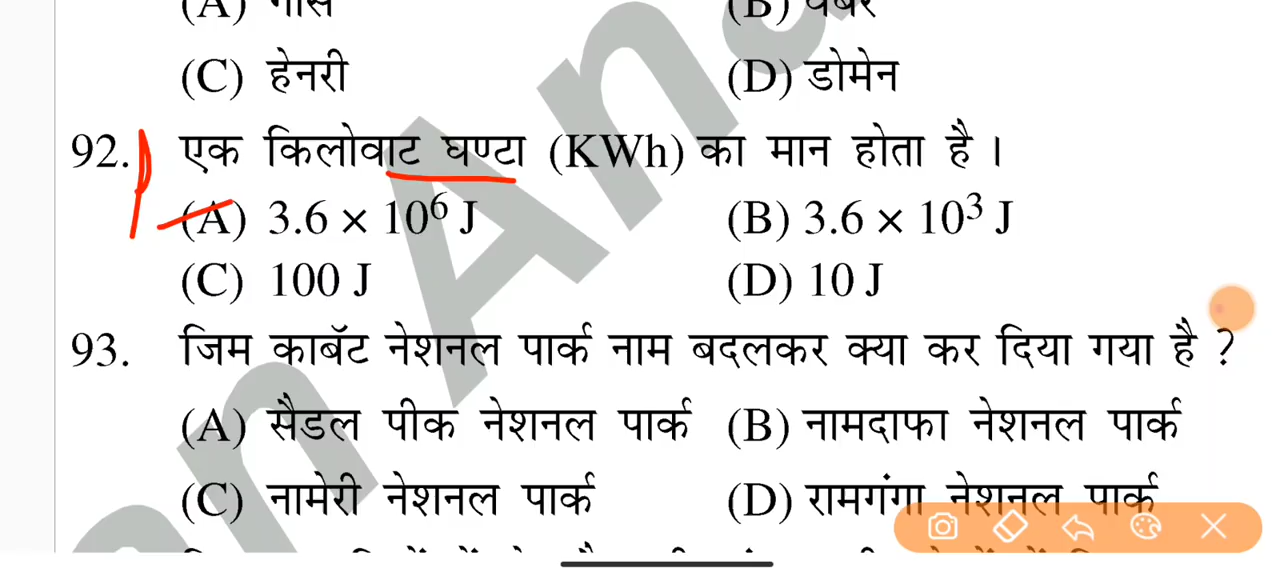 (C) हेनरी (D) डोमेन
92. एक किलोवाट घण्टा (KWh) का मान होता है ।
(A) 3.6 × 10⁶ J (B) 3.6 × 10³ J
(C) 100 J (D) 10 J
93. जिम काबॅट नेशनल पार्क नाम बदलकर क्या कर दिया गया है ?
(A) सैडल पीक नेशनल पार्क (B) नामदाफा नेशनल पार्क
(C) नामेरी नेशनल पार्क (D) रामगंगा नेशनल पार्क